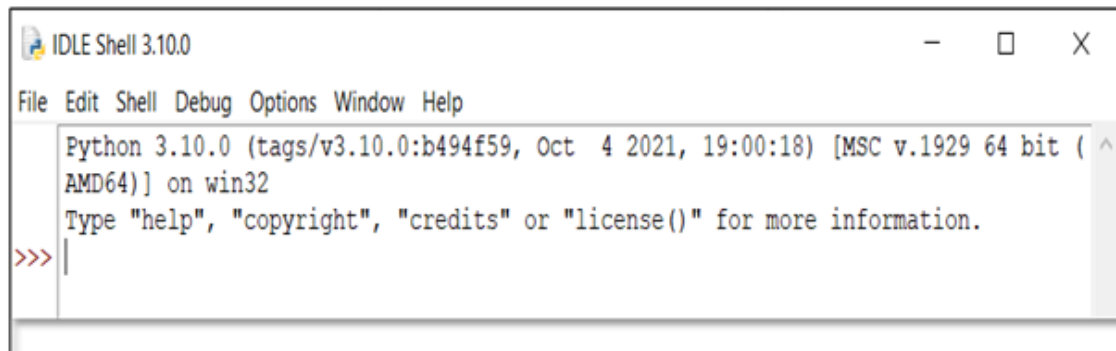 IDLE Shell 3.10.0
File Edit Shell Debug Options Window Help
Python 3.10.0 (tags/v3.10.0:b494f59, Oct  4 2021, 19:00:18) [MSC v.1929 64 bit (
AMD64)] on win32
Type "help", "copyright", "credits" or "license()" for more information.
>>>